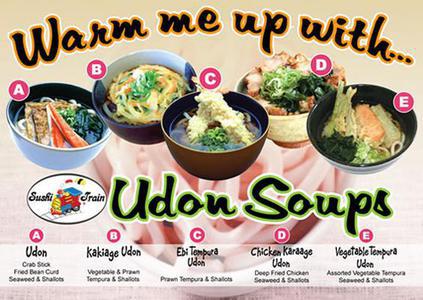 Warm me up with...
A
B
C
D
E
Sushi Train
Udon Soups
A
Udon
Crab Stick
Fried Bean Curd
Seaweed & Shallots
B
Kakiage Udon
Vegetable & Prawn
Tempura & Shallots
C
Ebi Tempura
Udon
Prawn Tempura & Shallots
D
Chicken Karaage
Udon
Deep Fried Chicken
Seaweed & Shallots
E
Vegetable Tempura
Udon
Assorted Vegetable Tempura
Seaweed & Shallots